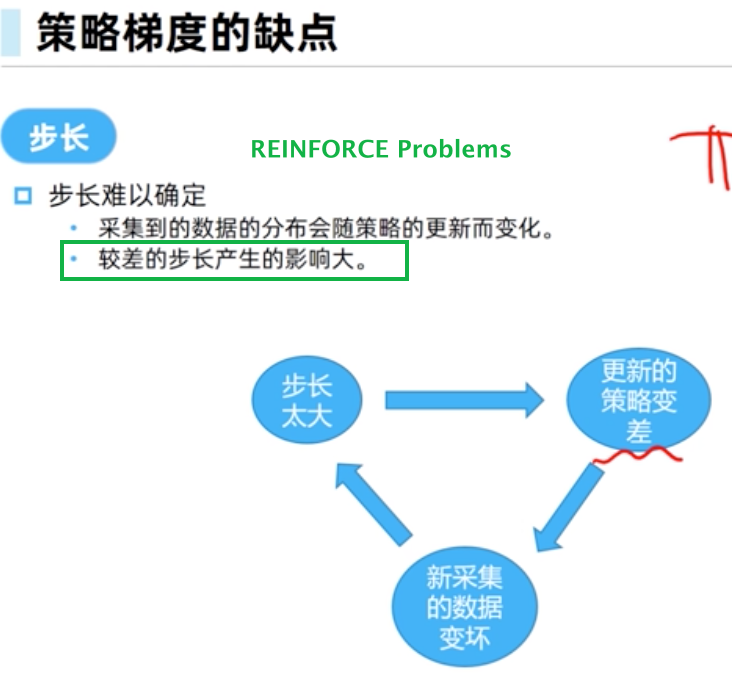 策略梯度的缺点
步长
REINFORCE Problems
步长难以确定
采集到的数据的分布会随策略的更新而变化。
较差的步长产生的影响大。
步长
太大
更新的
策略变
差
新采集
的数据
变坏